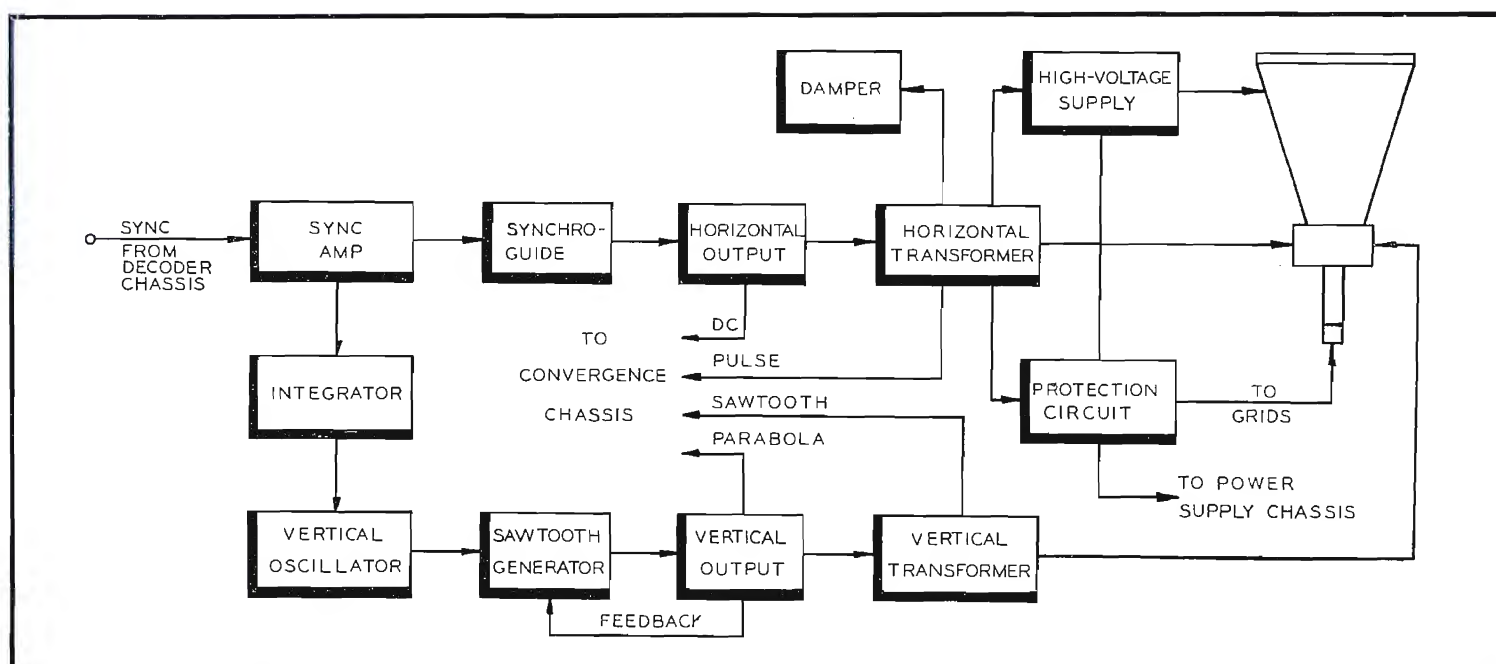 DAMPER
HIGH-VOLTAGE
SUPPLY
SYNC
FROM
DECODER
CHASSIS
SYNC
AMP
SYNCHRO-
GUIDE
HORIZONTAL
OUTPUT
HORIZONTAL
TRANSFORMER
DC
TO
PULSE
CONVERGENCE
SAWTOOTH
CHASSIS
PARABOLA
INTEGRATOR
PROTECTION
CIRCUIT
TO
GRIDS
TO POWER
SUPPLY CHASSIS
VERTICAL
OSCILLATOR
SAWTOOTH
GENERATOR
VERTICAL
OUTPUT
VERTICAL
TRANSFORMER
FEEDBACK